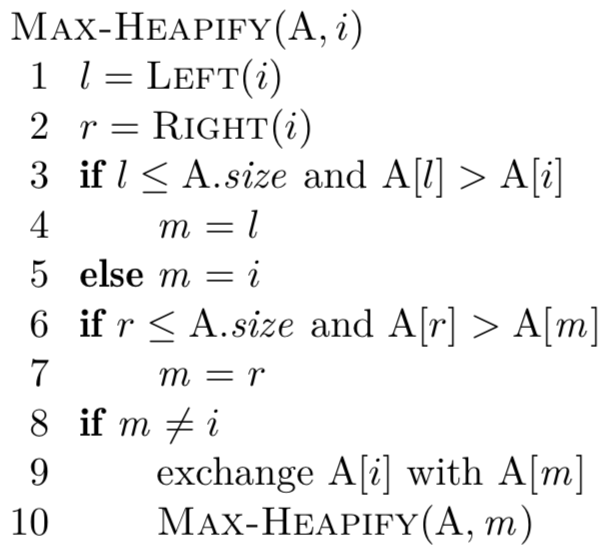 MAX-HEAPIFY(A, i)
1 l = LEFT(i)
2 r = RIGHT(i)
3 if l ≤ A.size and A[l] > A[i]
4 m = l
5 else m = i
6 if r ≤ A.size and A[r] > A[m]
7 m = r
8 if m ≠ i
9 exchange A[i] with A[m]
10 MAX-HEAPIFY(A, m)